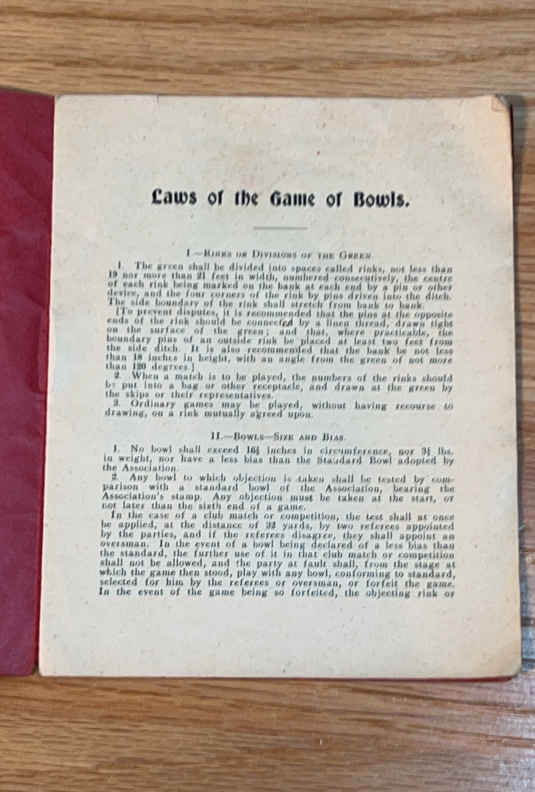 Laws of the Game of Bowls.
I.—RINKS OR DIVISIONS OF THE GREEN
1. The green shall be divided into spaces called rinks, not less than
19 nor more than 21 feet in width, numbered consecutively, the centre
of each rink being marked on the bank at each end by a pin or other
device, and the four corners of the rink by pins driven into the ditch.
The side boundary of the rink shall stretch from bank to bank.
[To prevent disputes, it is recommended that the pins at the opposite
ends of the rink should be connected by a linen thread, drawn tight
on the surface of the green; and that, where practicable, the
boundary pins of an outside rink be placed at least two feet from
the side ditch. It is also recommended that the bank be not less
than 18 inches in height, with an angle from the green of not more
than 120 degrees.]
2. When a match is to be played, the numbers of the rinks should
be put into a bag or other receptacle, and drawn at the green by
the skips or their representatives.
3. Ordinary games may be played, without having recourse to
drawing, on a rink mutually agreed upon.
II.—BOWLS—SIZE AND BIAS.
1. No bowl shall exceed 16½ inches in circumference, nor 3½ lbs.
in weight, nor have a less bias than the Standard Bowl adopted by
the Association.
2. Any bowl to which objection is taken shall be tested by com-
parison with a standard bowl of the Association, bearing the
Association's stamp. Any objection must be taken at the start, or
not later than the sixth end of a game.
In the case of a club match or competition, the test shall at once
be applied, at the distance of 32 yards, by two referees appointed
by the parties, and if the referees disagree, they shall appoint an
oversman. In the event of a bowl being declared of a less bias than
the standard, the further use of it in that club match or competition
shall not be allowed, and the party at fault shall, from the stage at
which the game then stood, play with any bowl, conforming to standard,
selected for him by the referees or oversman, or forfeit the game.
In the event of the game being so forfeited, the objecting rink or